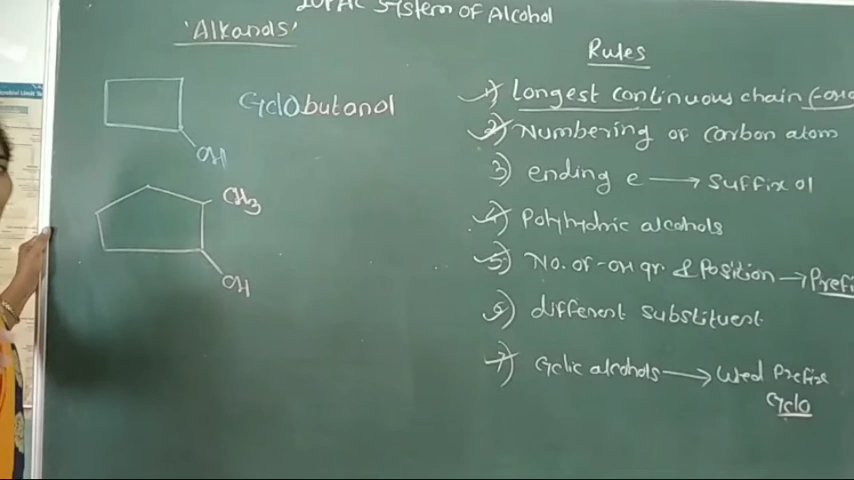 System of Alcohol
'Alkanols'
Cyclobutanol
OH
CH3
OH
Rules
1) Longest continuous chain (-OH)
2) Numbering of carbon atom
3) ending e → suffix ol
4) Polyhydric alcohols
5) No. of -OH gr. & Position → Prefi
6) different substituent
7) Cyclic alcohols → Used Prefix
Cyclo